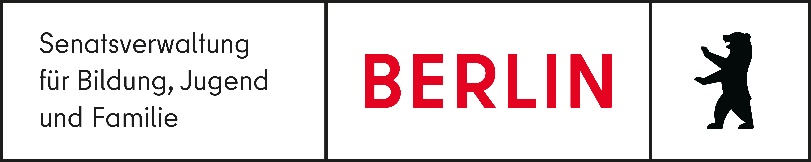 Senatsverwaltung
für Bildung, Jugend
und Familie
BERLIN